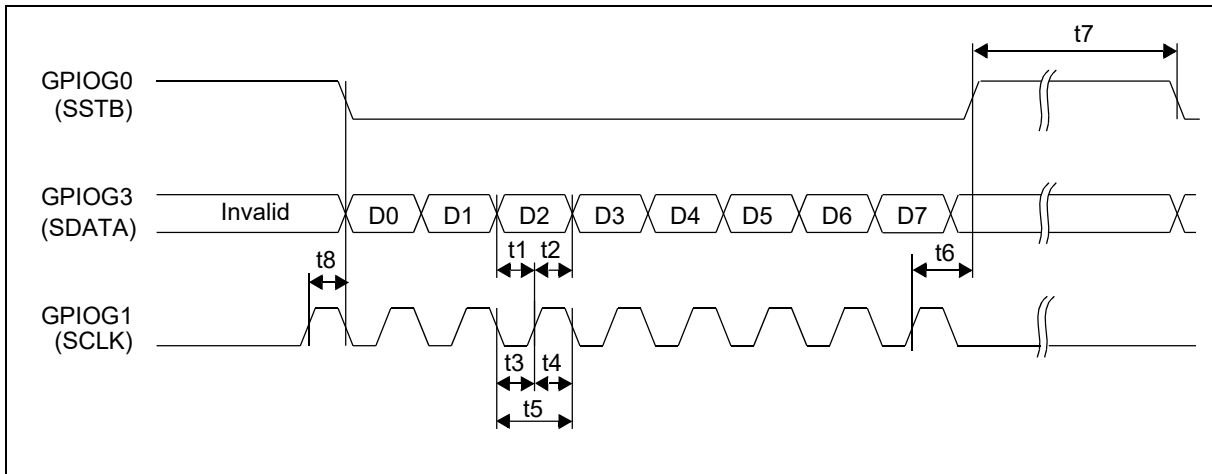 t7
GPIOG0
(SSTB)
GPIOG3
(SDATA)
Invalid D0 D1 D2 D3 D4 D5 D6 D7
t1 t2
t8
t6
GPIOG1
(SCLK)
t3 t4
t5